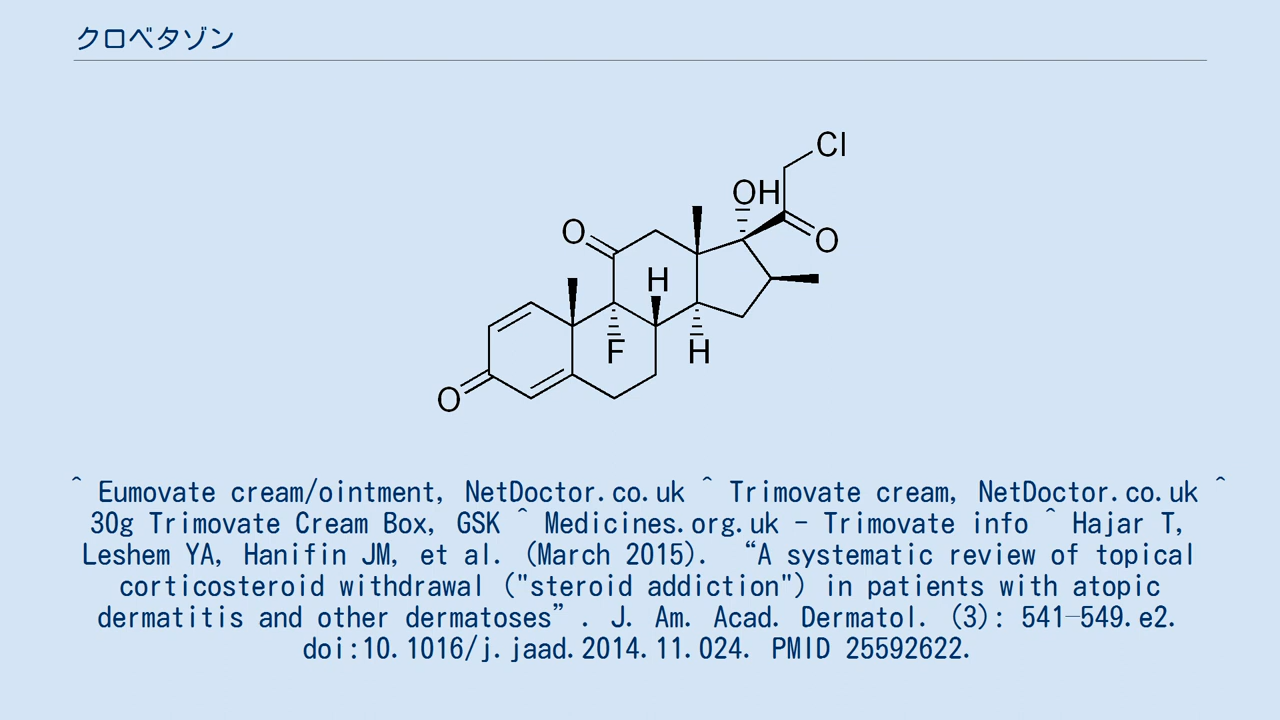 クロベタゾン
Cl
OH
O
O
H
F
H
O
^ Eumovate cream/ointment, NetDoctor.co.uk ^ Trimovate cream, NetDoctor.co.uk ^
30g Trimovate Cream Box, GSK ^ Medicines.org.uk - Trimovate info ^ Hajar T,
Leshem YA, Hanifin JM, et al. (March 2015). “A systematic review of topical
corticosteroid withdrawal ("steroid addiction") in patients with atopic
dermatitis and other dermatoses”. J. Am. Acad. Dermatol. (3): 541–549.e2.
doi:10.1016/j.jaad.2014.11.024. PMID 25592622.